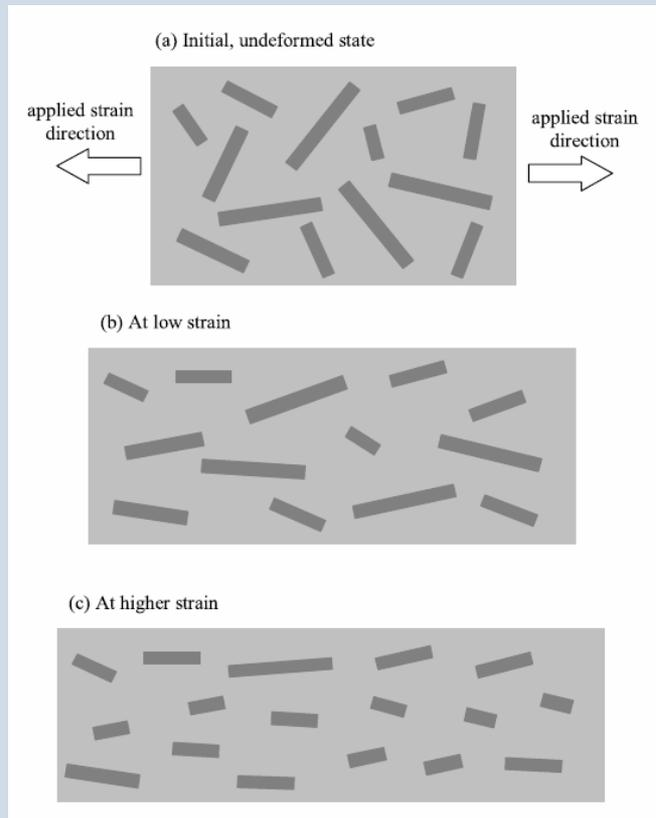 (a) Initial, undeformed state
applied strain
direction
applied strain
direction
(b) At low strain
(c) At higher strain